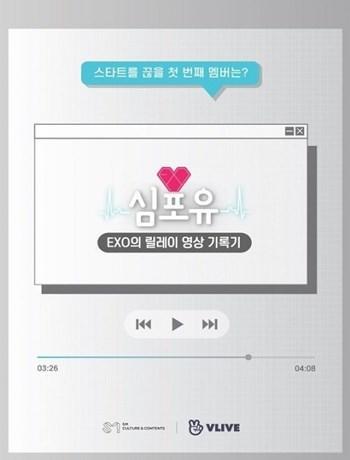 스타트를 끊을 첫 번째 멤버는?
심포유
EXO의 릴레이 영상 기록기
03:26
04:08
SM
CULTURE & CONTENTS
VLIVE